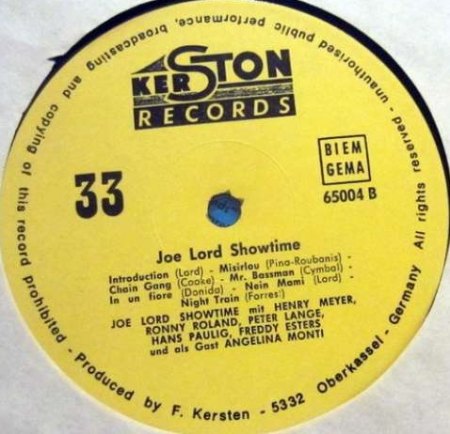 KERSTON
RECORDS
33
BIEM
GEMA
65004 B
Joe Lord Showtime
Introduction (Lord) - Misirlou (Pina-Roubanis) -
Chain Gang (Cooke) - Mr. Bassman (Cymbal) -
In un fiore (Donida) - Nein Mami (Lord) -
Night Train (Forres!)
JOE LORD SHOWTIME mit HENRY MEYER,
RONNY ROLAND, PETER LANGE,
HANS PAULIG, FREDDY ESTERS
und als Gast ANGELINA MONTI
Produced by F. Kersten - 5332 Oberkassel - Germany All rights reserved - unauthorised public performance, broadcasting and copying of this record prohibited -